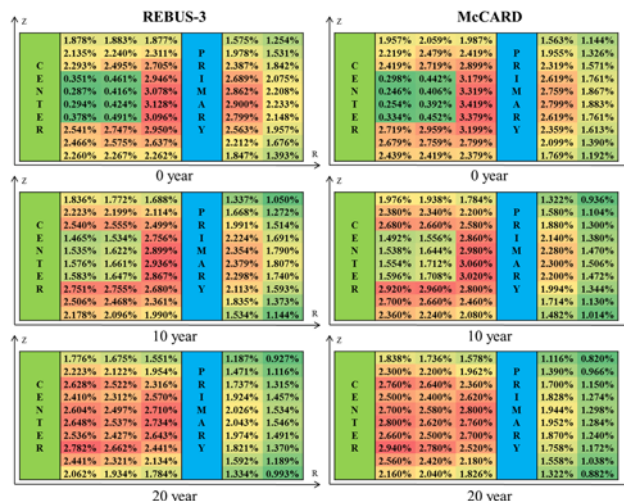 REBUS-3
Z
CENTER
PRIMARY
1.878% 1.883% 1.877% 1.575% 1.254%
2.135% 2.240% 2.311% 1.978% 1.531%
2.293% 2.495% 2.705% 2.387% 1.842%
0.351% 0.461% 2.946% 2.689% 2.075%
0.287% 0.416% 3.078% 2.862% 2.208%
0.294% 0.424% 3.128% 2.900% 2.233%
0.378% 0.491% 3.096% 2.799% 2.148%
2.541% 2.747% 2.950% 2.563% 1.957%
2.466% 2.575% 2.637% 2.212% 1.676%
2.260% 2.267% 2.262% 1.847% 1.393%
R
0 year
McCARD
Z
CENTER
PRIMARY
1.957% 2.059% 1.987% 1.563% 1.144%
2.219% 2.479% 2.419% 1.955% 1.326%
2.419% 2.719% 2.899% 2.319% 1.571%
0.298% 0.442% 3.179% 2.619% 1.761%
0.246% 0.406% 3.319% 2.759% 1.867%
0.254% 0.392% 3.419% 2.799% 1.883%
0.334% 0.452% 3.379% 2.619% 1.761%
2.719% 2.959% 3.199% 2.359% 1.613%
2.679% 2.759% 2.799% 2.099% 1.390%
2.439% 2.419% 2.379% 1.769% 1.192%
R
0 year
Z
CENTER
PRIMARY
1.836% 1.772% 1.688% 1.337% 1.050%
2.223% 2.199% 2.114% 1.668% 1.272%
2.540% 2.555% 2.499% 1.991% 1.514%
1.465% 1.534% 2.756% 2.224% 1.691%
1.535% 1.622% 2.899% 2.354% 1.790%
1.576% 1.661% 2.936% 2.379% 1.807%
1.583% 1.647% 2.867% 2.298% 1.740%
2.751% 2.755% 2.680% 2.113% 1.593%
2.506% 2.468% 2.361% 1.835% 1.373%
2.178% 2.096% 1.990% 1.534% 1.144%
R
10 year
Z
CENTER
PRIMARY
1.976% 1.938% 1.784% 1.322% 0.936%
2.380% 2.340% 2.200% 1.580% 1.104%
2.680% 2.660% 2.580% 1.880% 1.300%
1.492% 1.556% 2.860% 2.140% 1.380%
1.538% 1.644% 2.980% 2.280% 1.470%
1.554% 1.712% 3.060% 2.300% 1.506%
1.596% 1.708% 3.020% 2.200% 1.472%
2.920% 2.960% 2.800% 1.994% 1.344%
2.700% 2.660% 2.460% 1.714% 1.130%
2.360% 2.240% 2.080% 1.482% 1.014%
R
10 year
Z
CENTER
PRIMARY
1.776% 1.675% 1.551% 1.187% 0.927%
2.223% 2.122% 1.954% 1.471% 1.116%
2.628% 2.522% 2.316% 1.737% 1.315%
2.410% 2.312% 2.570% 1.924% 1.457%
2.604% 2.497% 2.710% 2.026% 1.534%
2.648% 2.537% 2.734% 2.043% 1.546%
2.536% 2.427% 2.643% 1.974% 1.491%
2.782% 2.662% 2.441% 1.821% 1.370%
2.441% 2.321% 2.134% 1.592% 1.189%
2.062% 1.934% 1.784% 1.334% 0.993%
R
20 year
Z
CENTER
PRIMARY
1.838% 1.736% 1.578% 1.116% 0.820%
2.300% 2.200% 1.962% 1.390% 0.966%
2.760% 2.640% 2.360% 1.700% 1.150%
2.500% 2.400% 2.620% 1.828% 1.274%
2.700% 2.580% 2.800% 1.944% 1.298%
2.800% 2.620% 2.760% 1.952% 1.284%
2.660% 2.500% 2.700% 1.870% 1.240%
2.940% 2.780% 2.520% 1.758% 1.172%
2.560% 2.420% 2.180% 1.558% 1.038%
2.160% 2.040% 1.826% 1.322% 0.882%
R
20 year